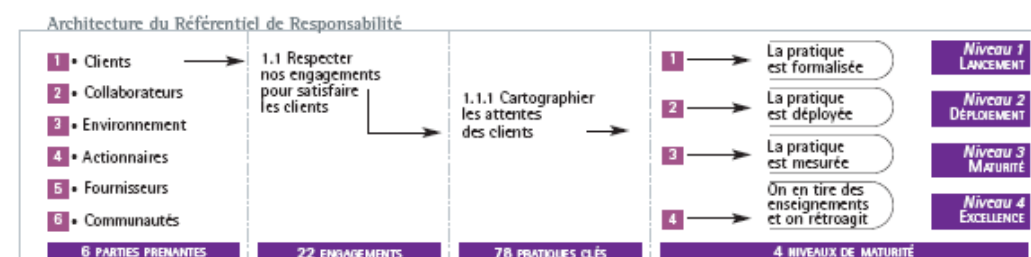 Architecture du Référentiel de Responsabilité
1 • Clients
2 • Collaborateurs
3 • Environnement
4 • Actionnaires
5 • Fournisseurs
6 • Communautés
6 PARTIES PRENANTES
1.1 Respecter
nos engagements
pour satisfaire
les clients
22 ENGAGEMENTS
1.1.1 Cartographier
les attentes
des clients
78 PRATIQUES CLÉS
1
La pratique
est formalisée
Niveau 1
LANCEMENT
2
La pratique
est déployée
Niveau 2
DÉPLOIEMENT
3
La pratique
est mesurée
Niveau 3
MATURITÉ
4
On en tire des
enseignements
et on rétroagit
Niveau 4
EXCELLENCE
4 NIVEAUX DE MATURITÉ